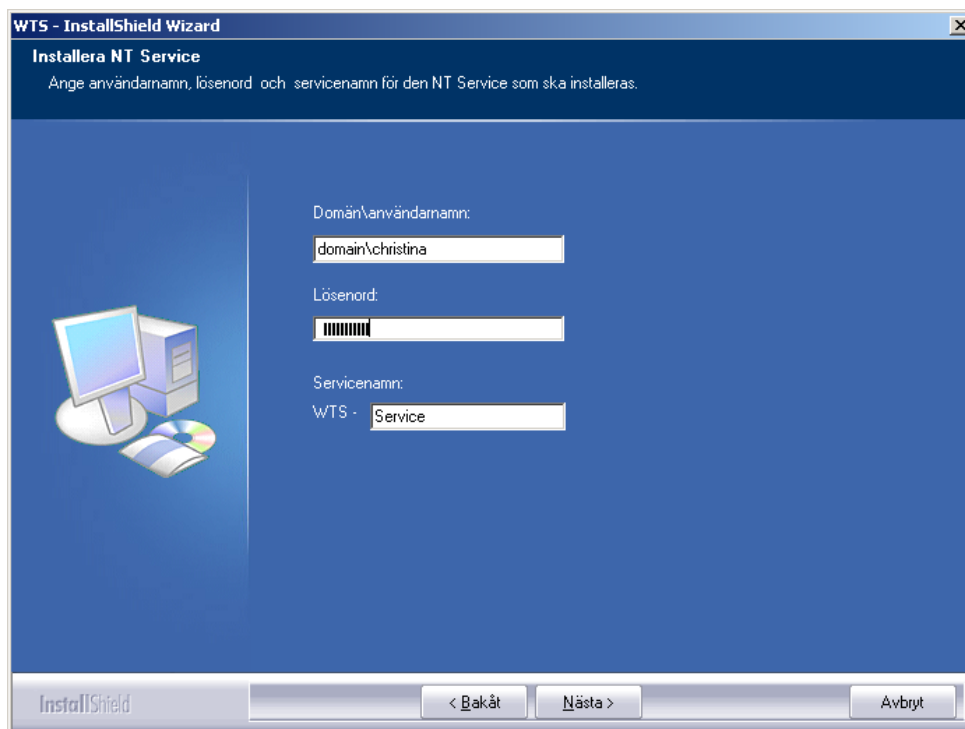 WTS - InstallShield Wizard
Installera NT Service
Ange användarnamn, lösenord och servicenamn för den NT Service som ska installeras.
Domän\användarnamn:
domain\christina
Lösenord:
Servicenamn:
WTS - Service
InstallShield
< Bakåt Nästa > Avbryt